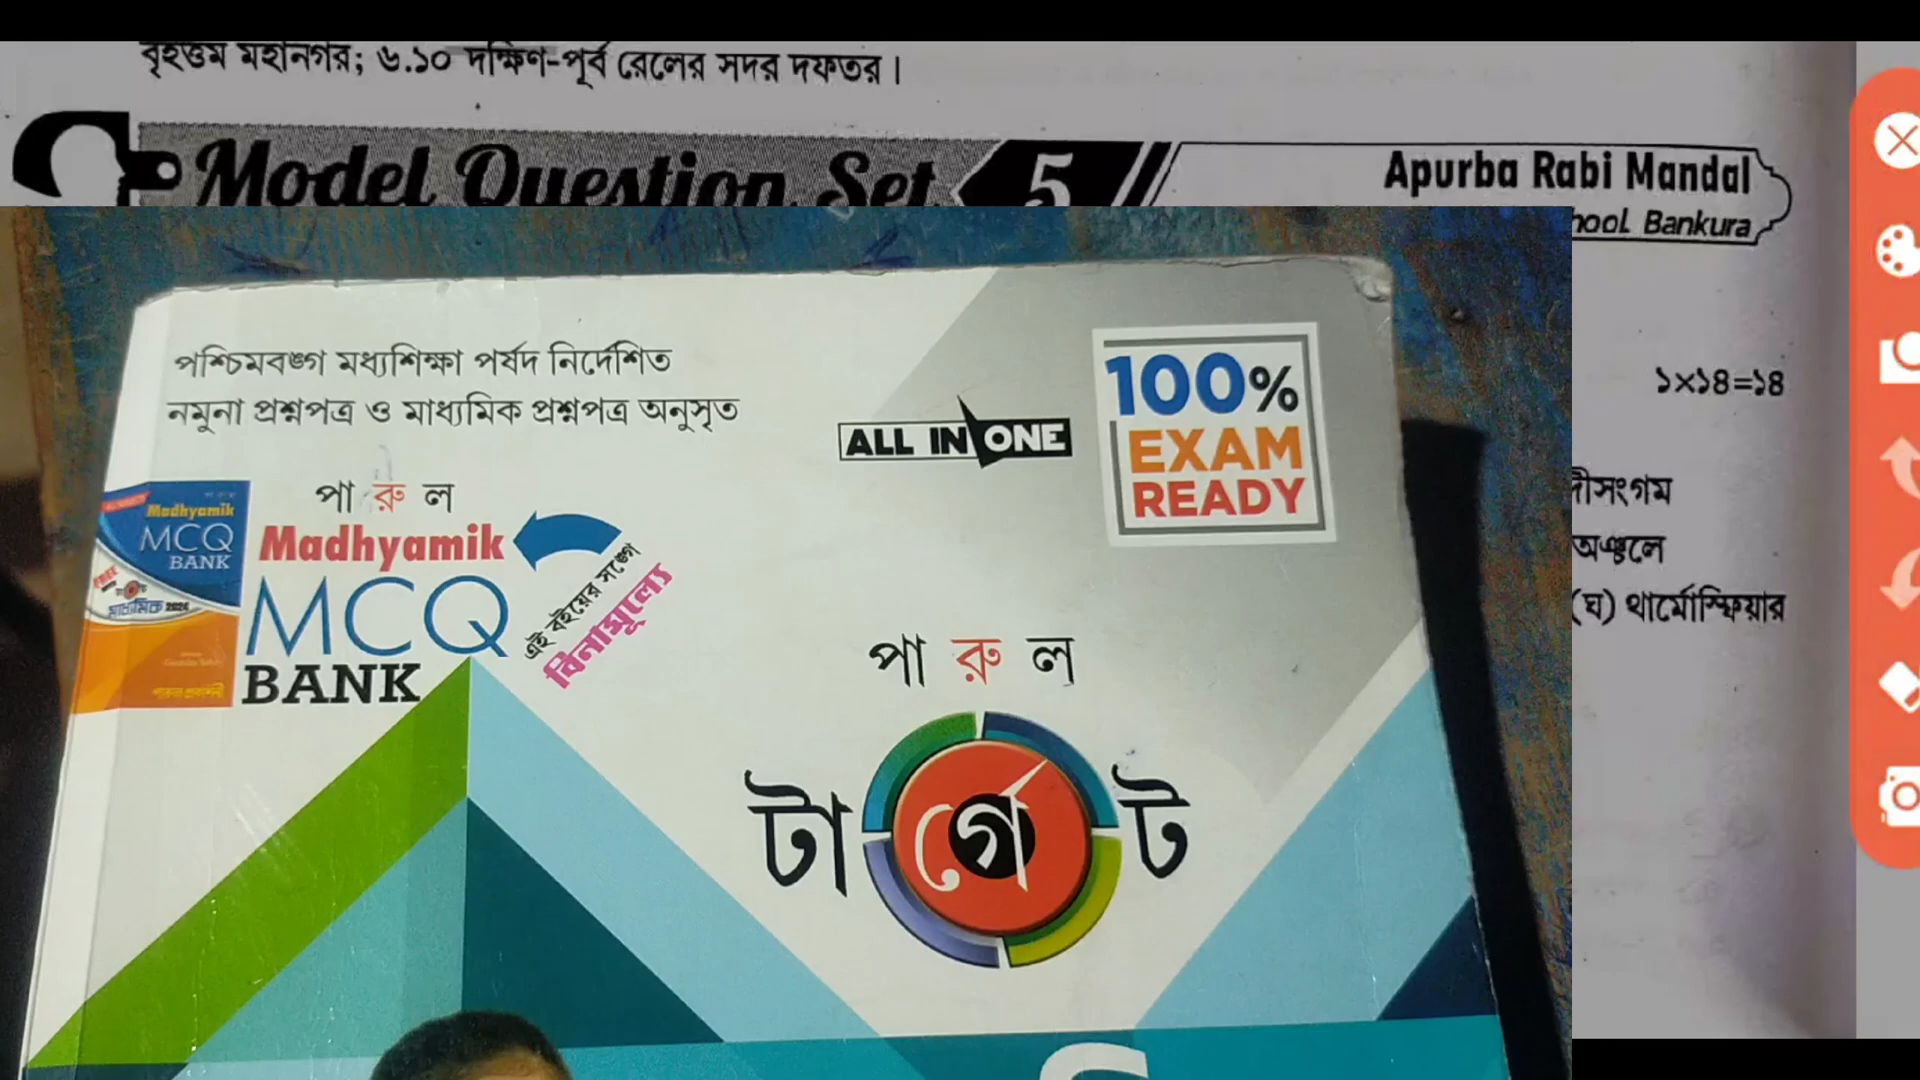 বৃহত্তম মহানগর; ৬.১০ দক্ষিণ-পূর্ব রেলের সদর দফতর।
Model Question Set 5
Apurba Rabi Mandal
hool Bankura
পশ্চিমবঙ্গ মধ্যশিক্ষা পর্ষদ নির্দেশিত
নমুনা প্রশ্নপত্র ও মাধ্যমিক প্রশ্নপত্র অনুসৃত
ALL IN ONE
100%
EXAM
READY
১×১৪=১৪
পারুল
Madhyamik
MCQ
BANK
এই বইয়ের সঙ্গে
বিনামূল্যে
Madhyamik
MCQ
BANK
মাধ্যমিক 2024
দীসংগম
অঞ্চলে
(ঘ) থার্মোস্ফিয়ার
পারুল
টার্গেট